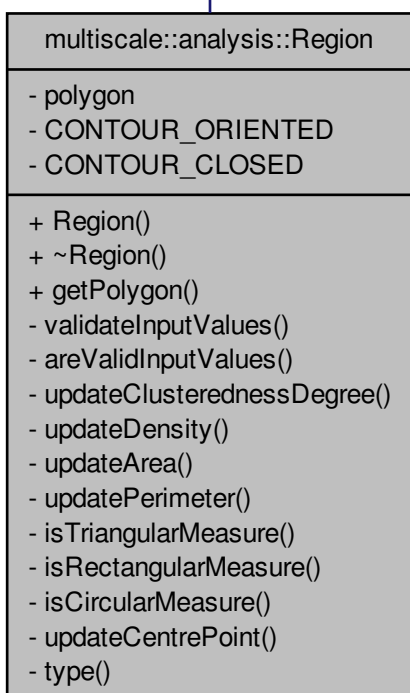 multiscale::analysis::Region
- polygon
- CONTOUR_ORIENTED
- CONTOUR_CLOSED
+ Region()
+ ~Region()
+ getPolygon()
- validateInputValues()
- areValidInputValues()
- updateClusterednessDegree()
- updateDensity()
- updateArea()
- updatePerimeter()
- isTriangularMeasure()
- isRectangularMeasure()
- isCircularMeasure()
- updateCentrePoint()
- type()